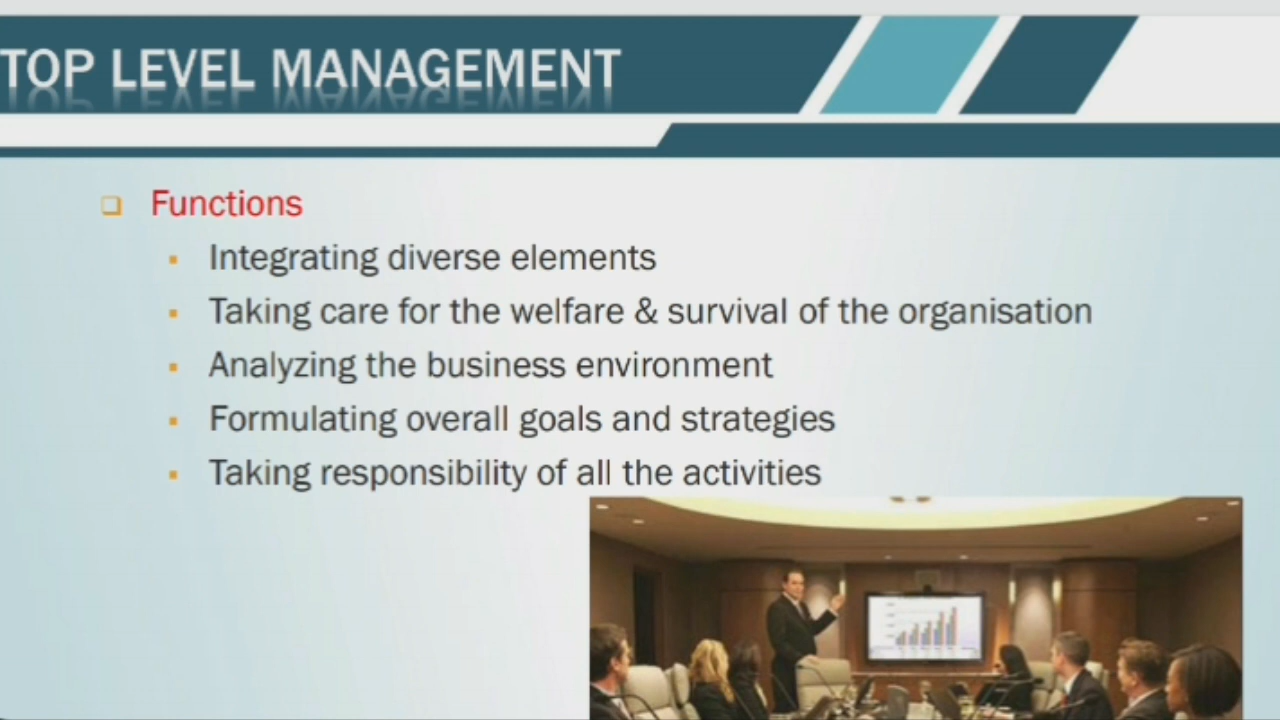 TOP LEVEL MANAGEMENT
Functions
Integrating diverse elements
Taking care for the welfare & survival of the organisation
Analyzing the business environment
Formulating overall goals and strategies
Taking responsibility of all the activities